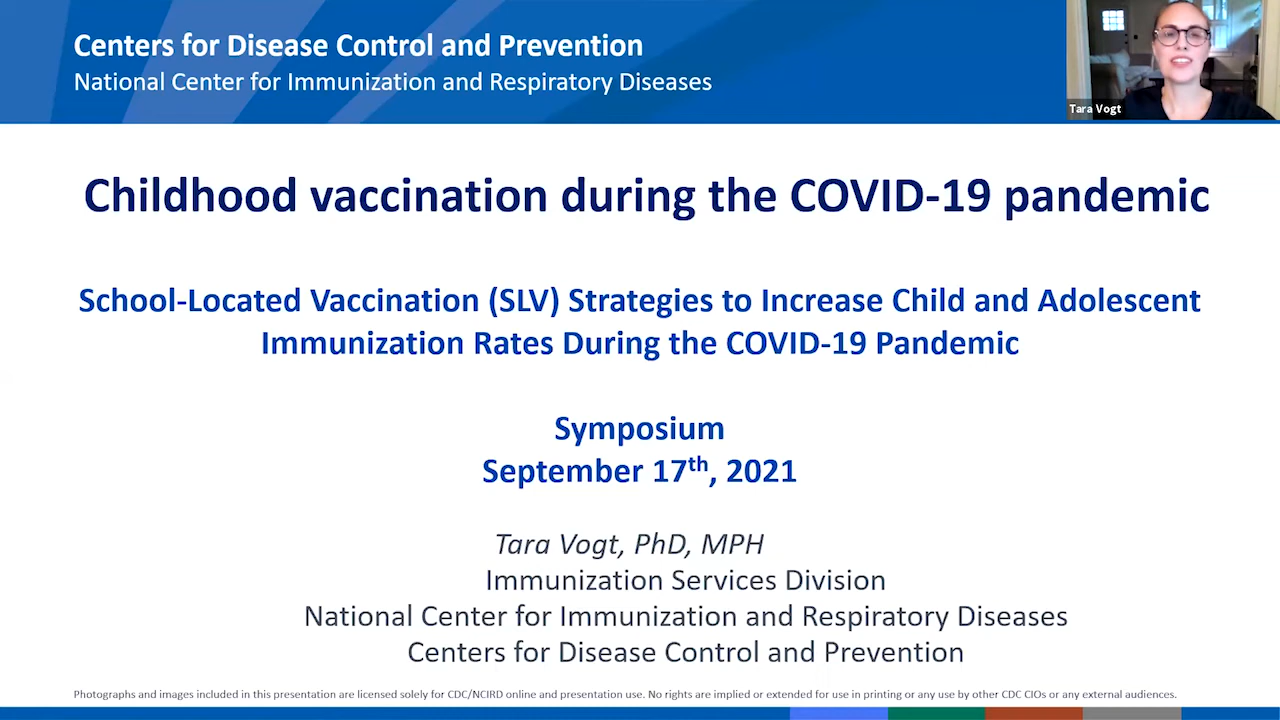 Centers for Disease Control and Prevention
National Center for Immunization and Respiratory Diseases
Tara Vogt
Childhood vaccination during the COVID-19 pandemic
School-Located Vaccination (SLV) Strategies to Increase Child and Adolescent
Immunization Rates During the COVID-19 Pandemic
Symposium
September 17th, 2021
Tara Vogt, PhD, MPH
Immunization Services Division
National Center for Immunization and Respiratory Diseases
Centers for Disease Control and Prevention
Photographs and images included in this presentation are licensed solely for CDC/NCIRD online and presentation use. No rights are implied or extended for use in printing or any use by other CDC CIOs or any external audiences.